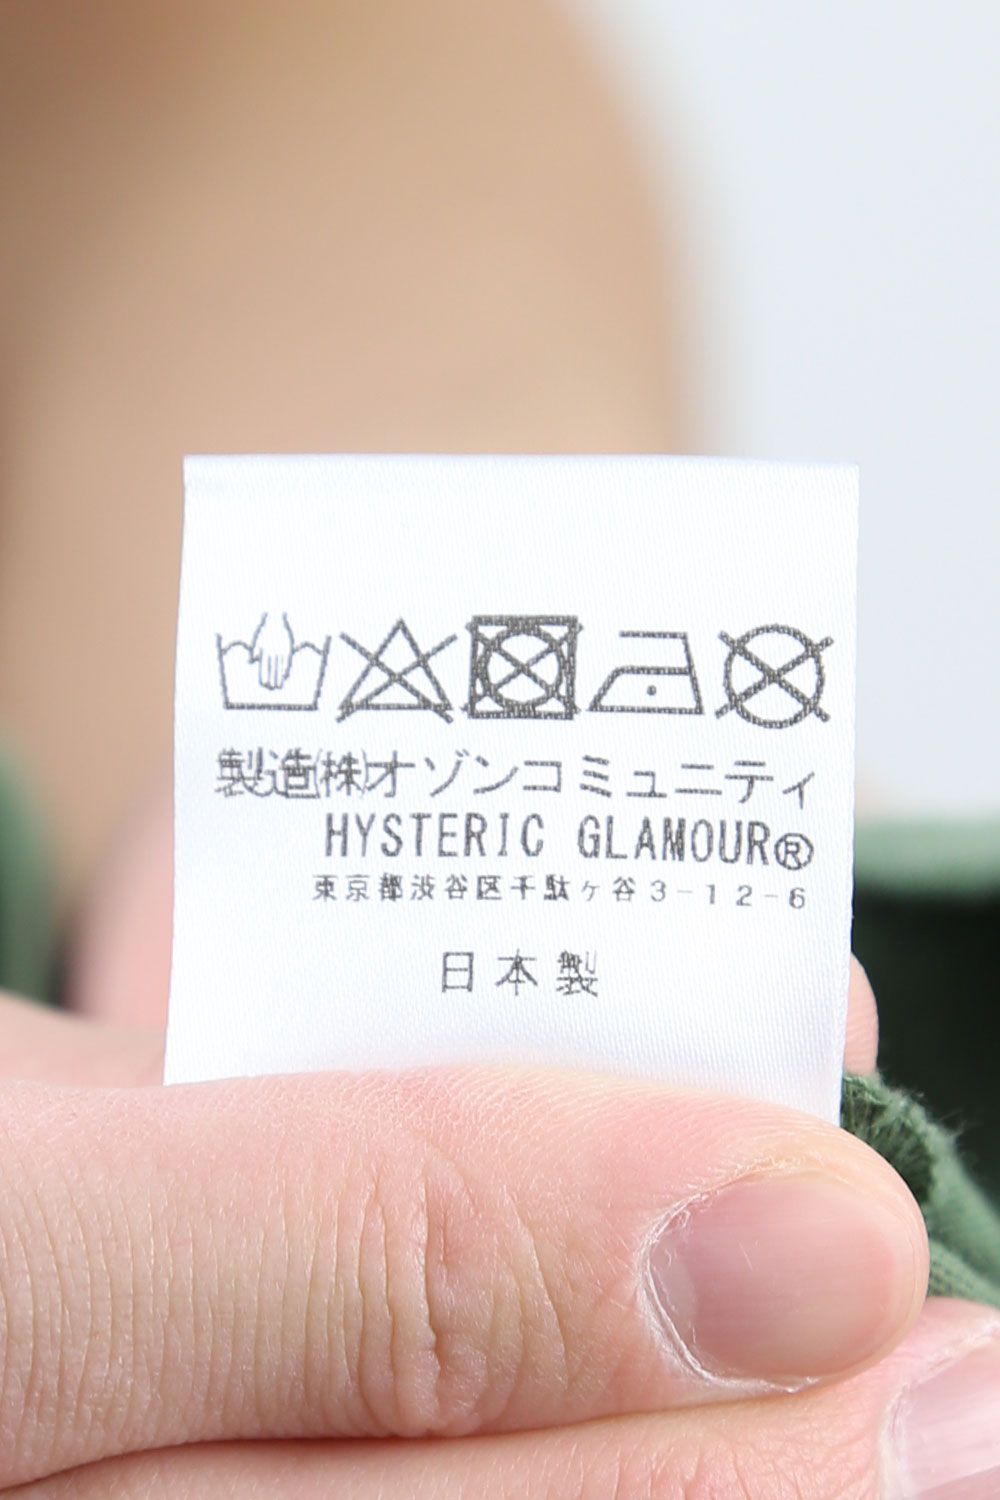 製造(株)オゾンコミュニティ
HYSTERIC GLAMOUR®
東京都渋谷区千駄ヶ谷3-12-6
日本製